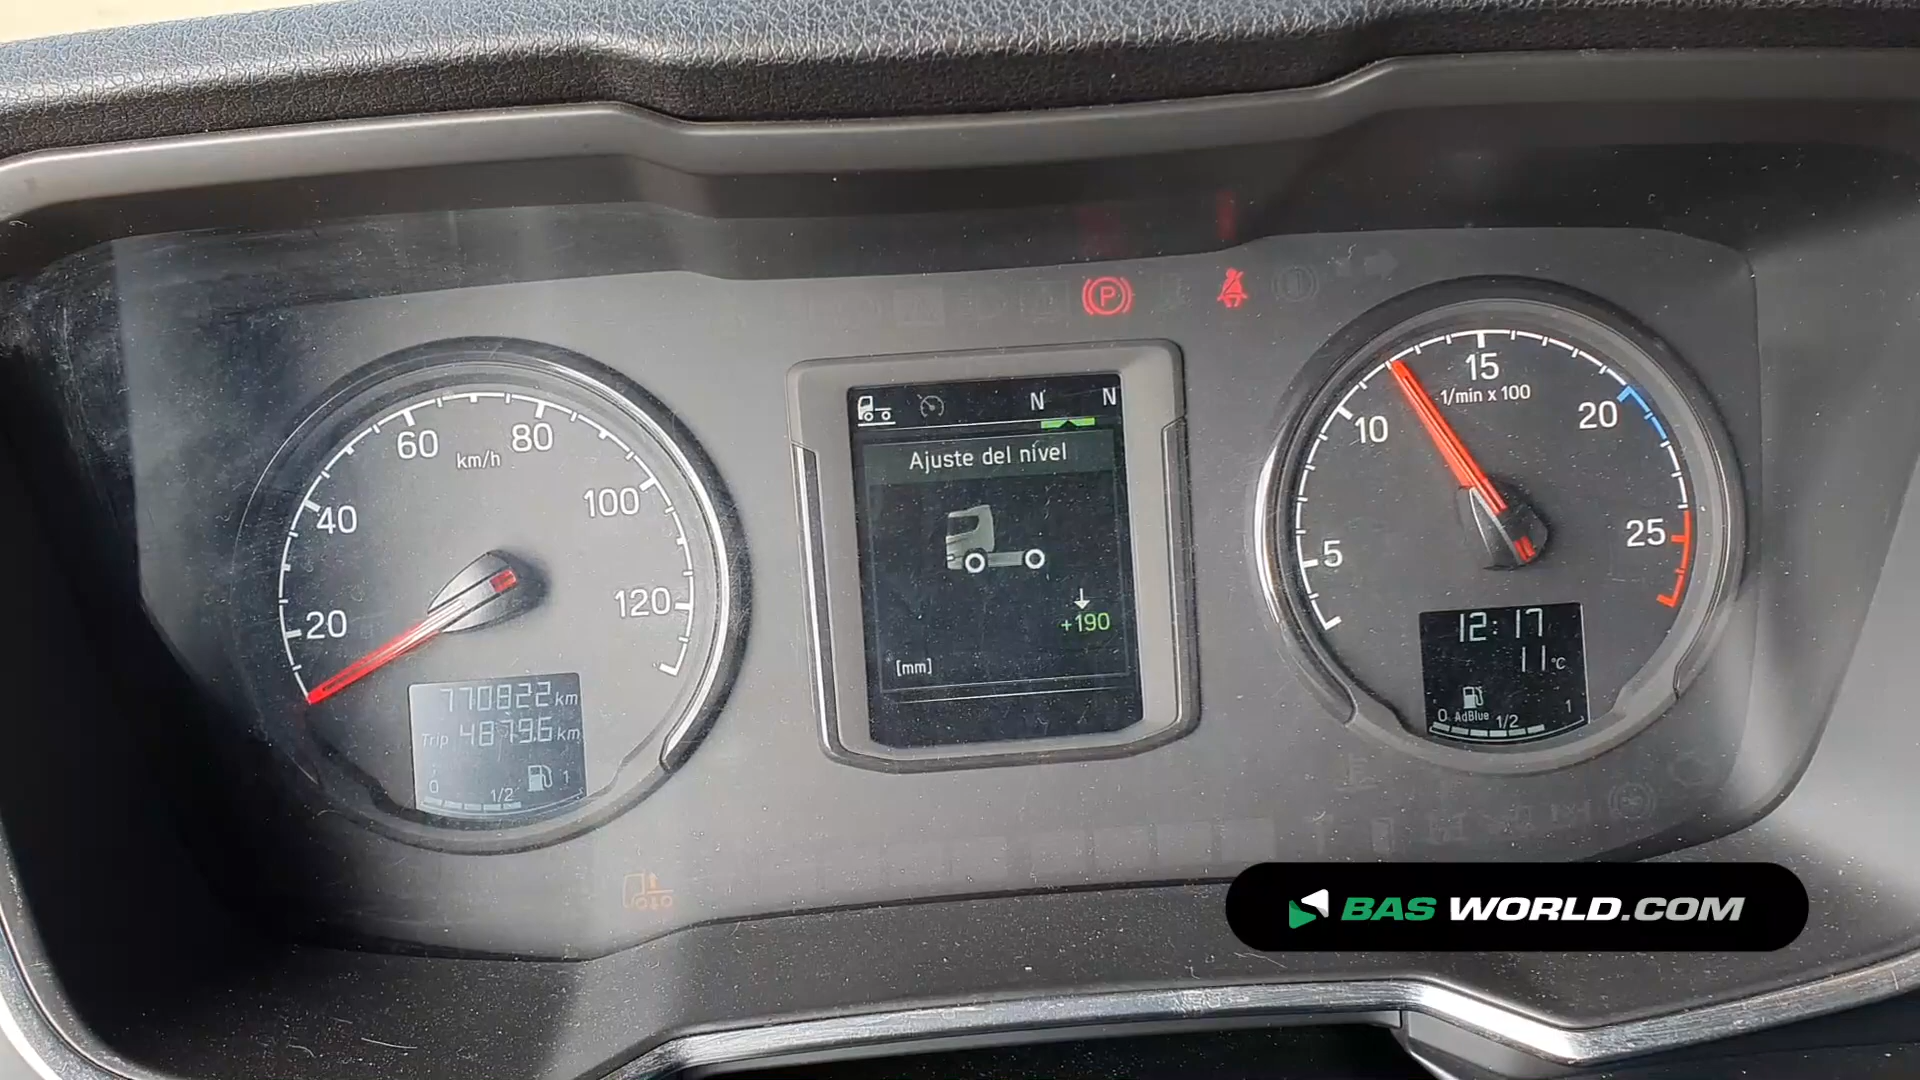 N N
Ajuste del nivel
+190
[mm]
20
40
60
80
100
120
km/h
770822 km
Trip 4879.6 km
0 1/2 1
5
10
15
20
25
1/min x 100
12:17
11 °C
0 AdBlue 1/2 1
P
BAS WORLD.COM